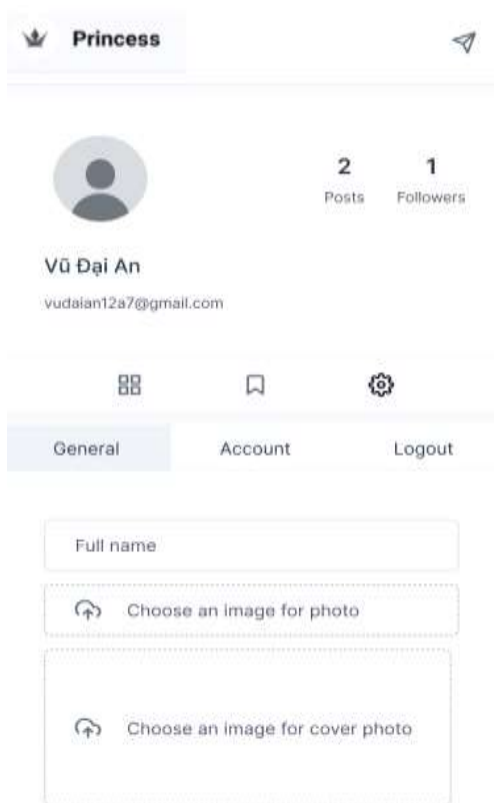 Princess
2 1
Posts Followers
Vũ Đại An
vudaian12a7@gmail.com
General Account Logout
Full name
Choose an image for photo
Choose an image for cover photo